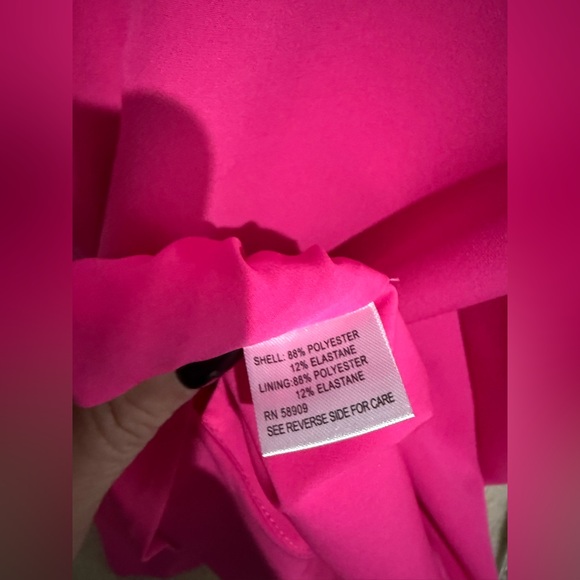 SHELL: 88% POLYESTER
12% ELASTANE
LINING:88% POLYESTER
12% ELASTANE
RN 58909
SEE REVERSE SIDE FOR CARE